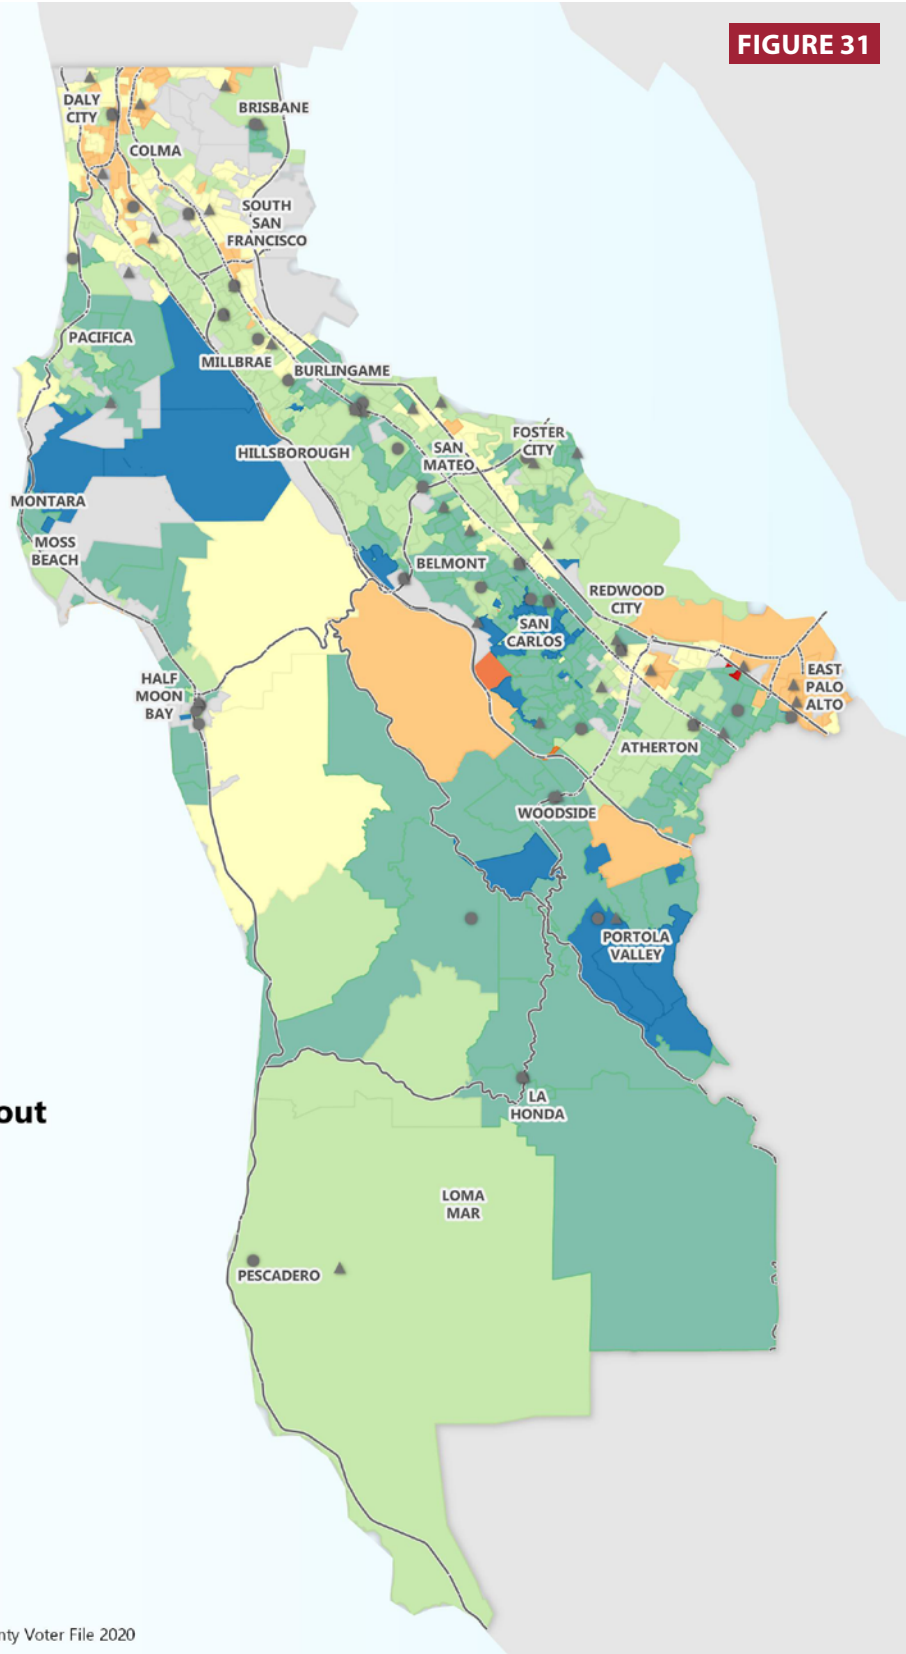 FIGURE 31
DALY
CITY
BRISBANE
COLMA
SOUTH
SAN
FRANCISCO
PACIFICA
MILLBRAE
BURLINGAME
HILLSBOROUGH
SAN
MATEO
FOSTER
CITY
MONTARA
MOSS
BEACH
BELMONT
REDWOOD
CITY
SAN
CARLOS
HALF
MOON
BAY
EAST
PALO
ALTO
ATHERTON
WOODSIDE
PORTOLA
VALLEY
LA
HONDA
out
LOMA
MAR
PESCADERO
nty Voter File 2020